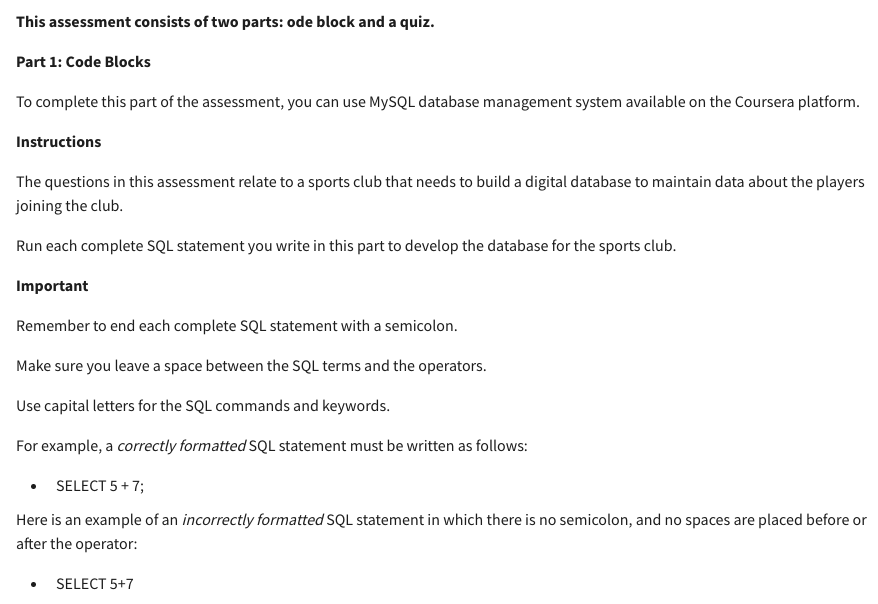 This assessment consists of two parts: ode block and a quiz.
Part 1: Code Blocks
To complete this part of the assessment, you can use MySQL database management system available on the Coursera platform.
Instructions
The questions in this assessment relate to a sports club that needs to build a digital database to maintain data about the players
joining the club.
Run each complete SQL statement you write in this part to develop the database for the sports club.
Important
Remember to end each complete SQL statement with a semicolon.
Make sure you leave a space between the SQL terms and the operators.
Use capital letters for the SQL commands and keywords.
For example, a correctly formatted SQL statement must be written as follows:
• SELECT 5 + 7;
Here is an example of an incorrectly formatted SQL statement in which there is no semicolon, and no spaces are placed before or
after the operator:
• SELECT 5+7